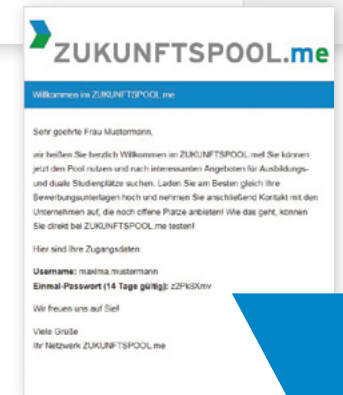 ZUKUNFTSPOOL.me
Willkommen im ZUKUNFTSPOOL.me
Sehr geehrte Frau Mustermann,
wir heißen Sie herzlich Willkommen im ZUKUNFTSPOOL.me! Sie können
jetzt den Pool nutzen und nach interessanten Angeboten für Ausbildungs-
und duale Studienplätze suchen. Laden Sie am Besten gleich Ihre
Bewerbungsunterlagen hoch und nehmen Sie anschließend Kontakt mit den
Unternehmen auf, die noch offene Plätze anbieten! Wie das geht, können
Sie direkt bei ZUKUNFTSPOOL.me testen!
Hier sind Ihre Zugangsdaten:
Username: maxima.mustermann
Einmal-Passwort (14 Tage gültig): z2Pk8Xmv
Wir freuen uns auf Sie!
Viele Grüße
Ihr Netzwerk ZUKUNFTSPOOL.me